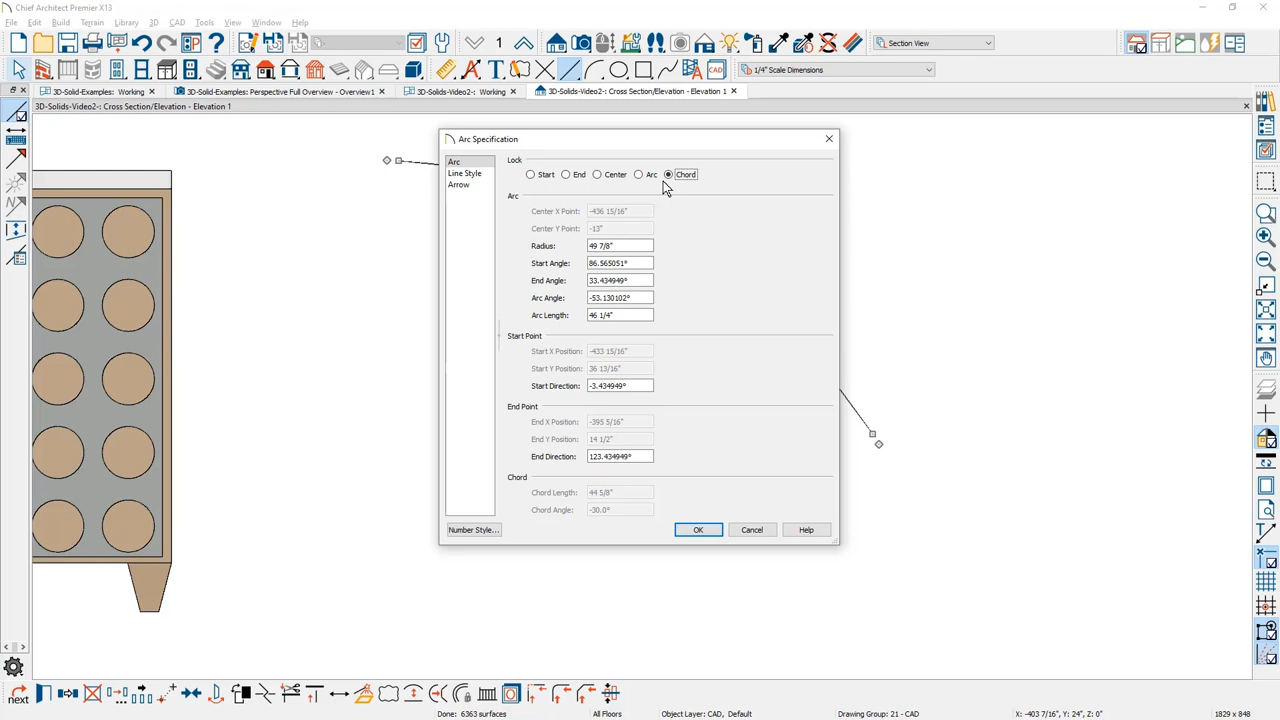 Chief Architect Premier X13
File Edit Build Terrain Library 3D CAD Tools View Window Help
1 Section View
1/4" Scale Dimensions
3D-Solid-Examples: Working 3D-Solid-Examples: Perspective Full Overview - Overview1 3D-Solids-Video2-: Working 3D-Solids-Video2-: Cross Section/Elevation - Elevation 1
3D-Solids-Video2-: Cross Section/Elevation - Elevation 1
Arc Specification
Arc
Line Style
Arrow
Lock
Start End Center Arc Chord
Arc
Center X Point: -436 15/16"
Center Y Point: -13"
Radius: 49 7/8"
Start Angle: 86.565051°
End Angle: 33.434949°
Arc Angle: -53.130102°
Arc Length: 46 1/4"
Start Point
Start X Position: -433 15/16"
Start Y Position: 36 13/16"
Start Direction: -3.434949°
End Point
End X Position: -395 5/16"
End Y Position: 14 1/2"
End Direction: 123.434949°
Chord
Chord Length: 44 5/8"
Chord Angle: -30.0°
Number Style... OK Cancel Help
next
Done: 6363 surfaces All Floors Object Layer: CAD, Default Drawing Group: 21 - CAD X: -403 7/16", Y: 24", Z: 0" 1829 x 848